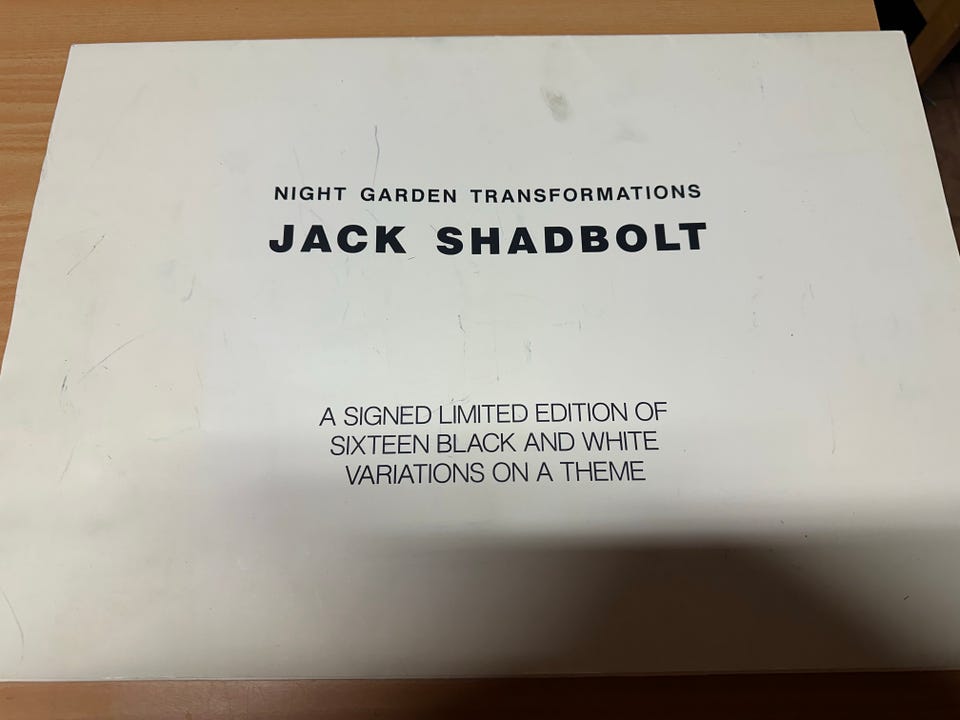 NIGHT GARDEN TRANSFORMATIONS
JACK SHADBOLT
A SIGNED LIMITED EDITION OF
SIXTEEN BLACK AND WHITE
VARIATIONS ON A THEME